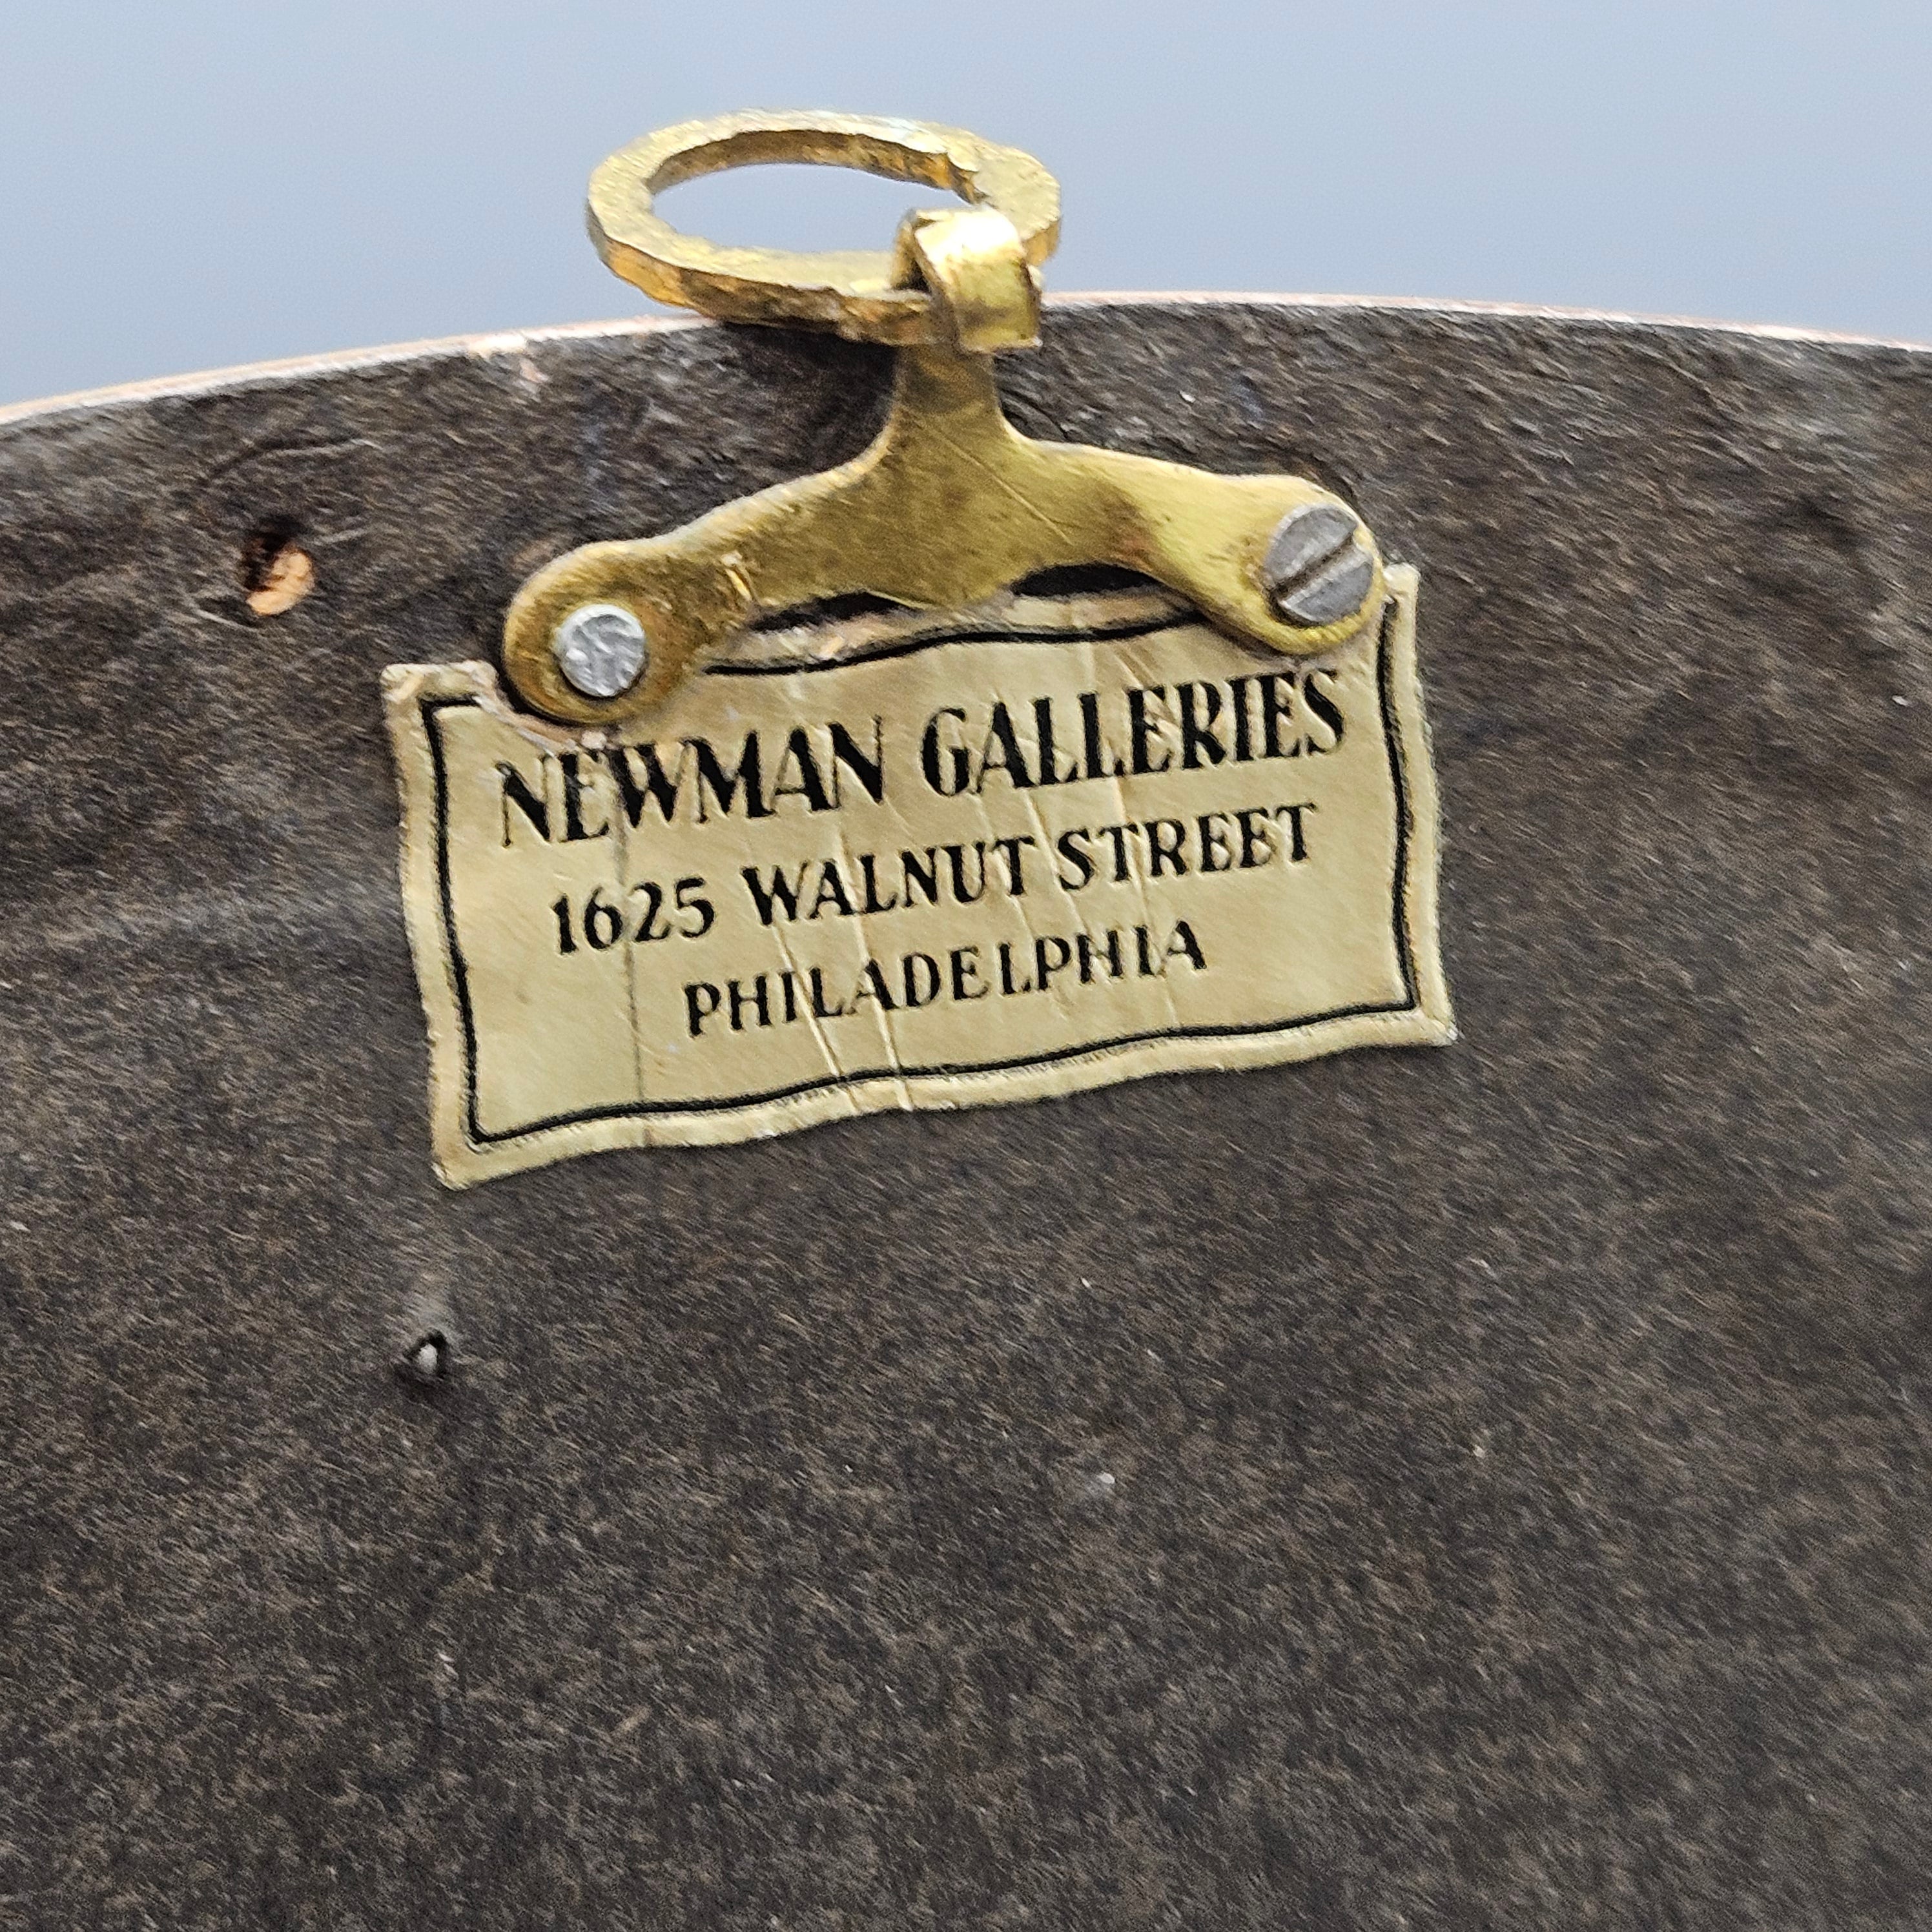 NEWMAN GALLERIES
1625 WALNUT STREET
PHILADELPHIA